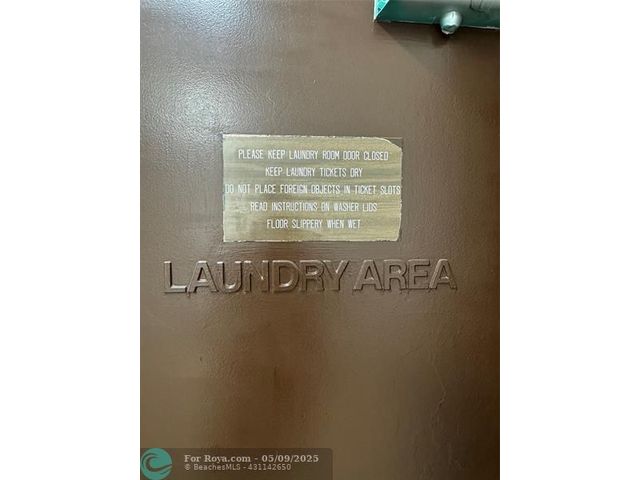 PLEASE KEEP LAUNDRY ROOM DOOR CLOSED
KEEP LAUNDRY TICKETS DRY
DO NOT PLACE FOREIGN OBJECTS IN TICKET SLOTS
READ INSTRUCTIONS ON WASHER LIDS
FLOOR SLIPPERY WHEN WET
LAUNDRY AREA
For Roya.com - 05/09/2025
© BeachesMLS - 431142650